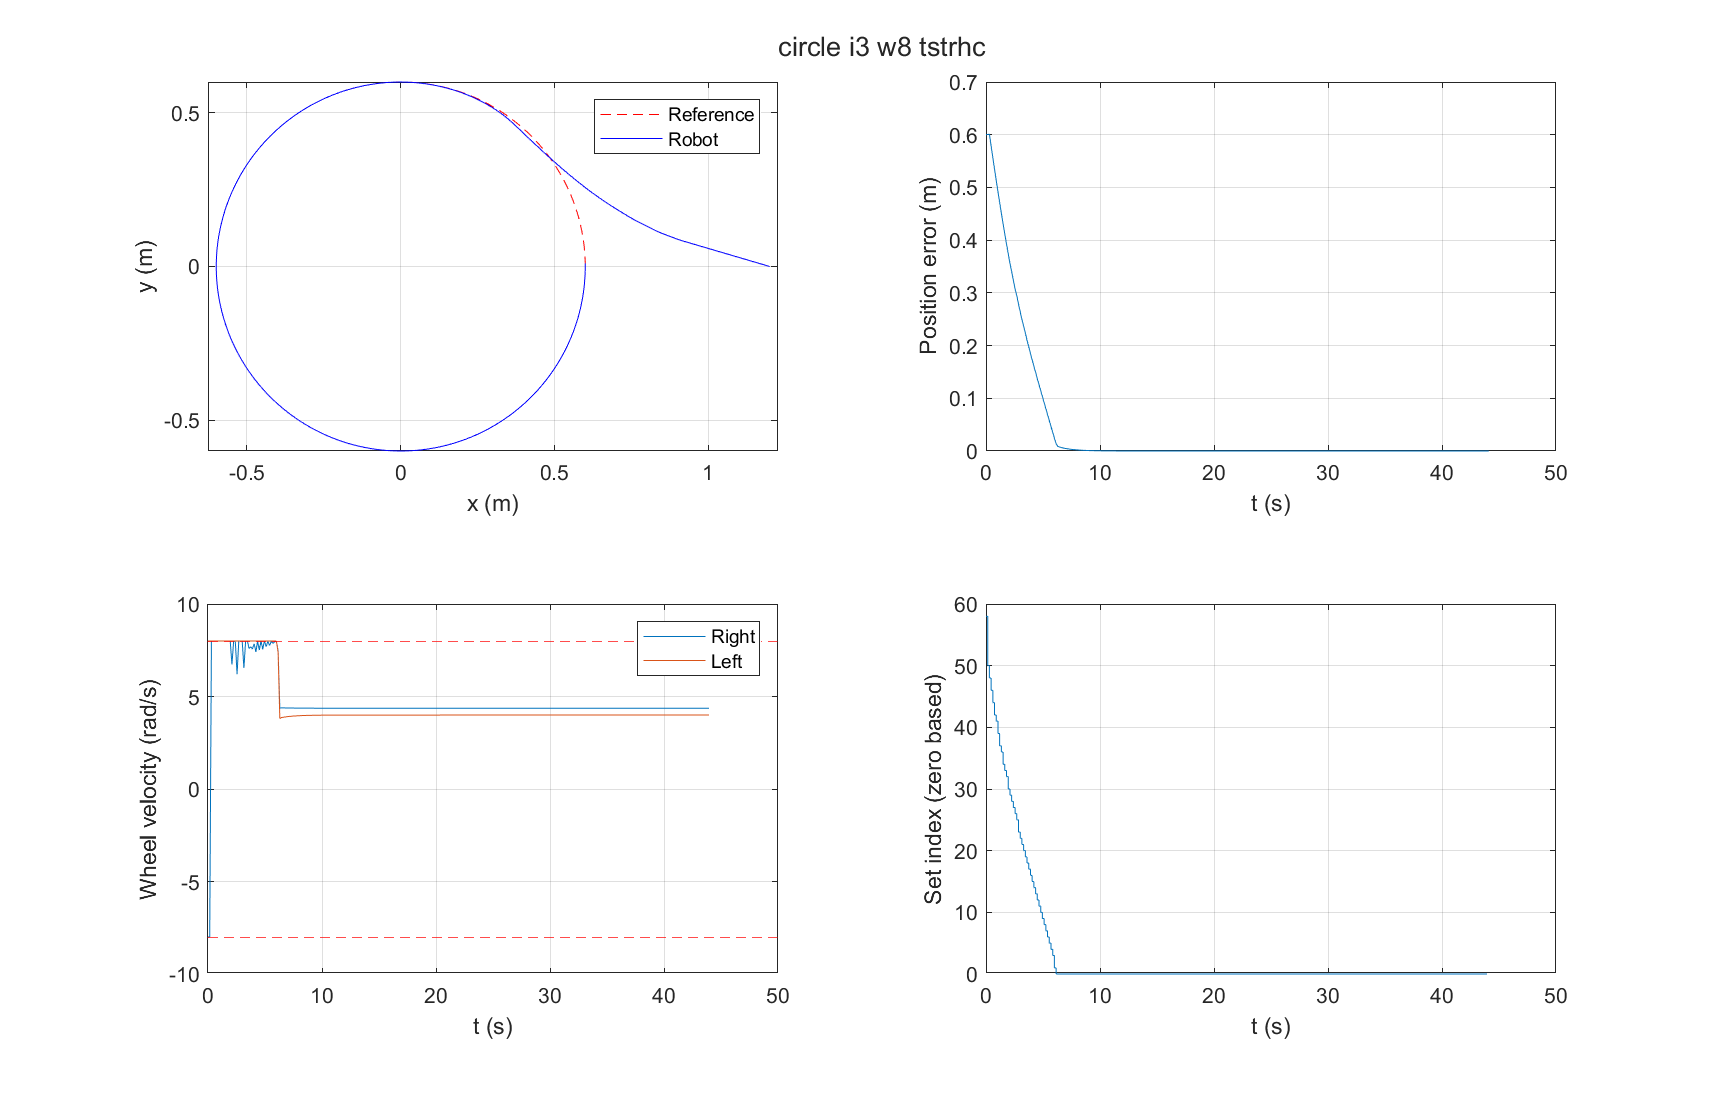 circle i3 w8 tstrhc
0.5
0
-0.5
y (m)
-0.5 0 0.5 1
x (m)
Reference
Robot
0.7
0.6
0.5
0.4
0.3
0.2
0.1
0
Position error (m)
0 10 20 30 40 50
t (s)
10
5
0
-5
-10
Wheel velocity (rad/s)
0 10 20 30 40 50
t (s)
Right
Left
60
50
40
30
20
10
0
Set index (zero based)
0 10 20 30 40 50
t (s)